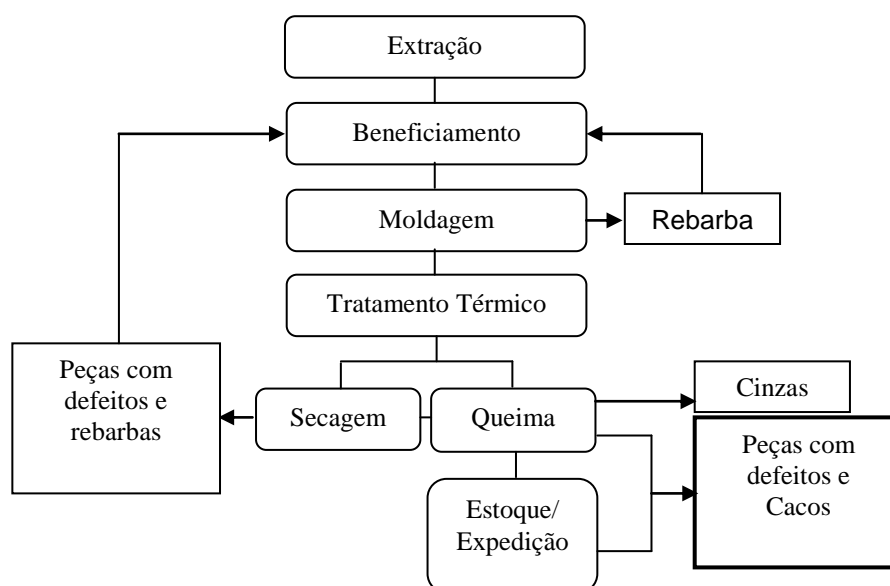 Extração
Beneficiamento
Moldagem
Rebarba
Tratamento Térmico
Peças com
defeitos e
rebarbas
Secagem
Queima
Cinzas
Peças com
defeitos e
Cacos
Estoque/
Expedição